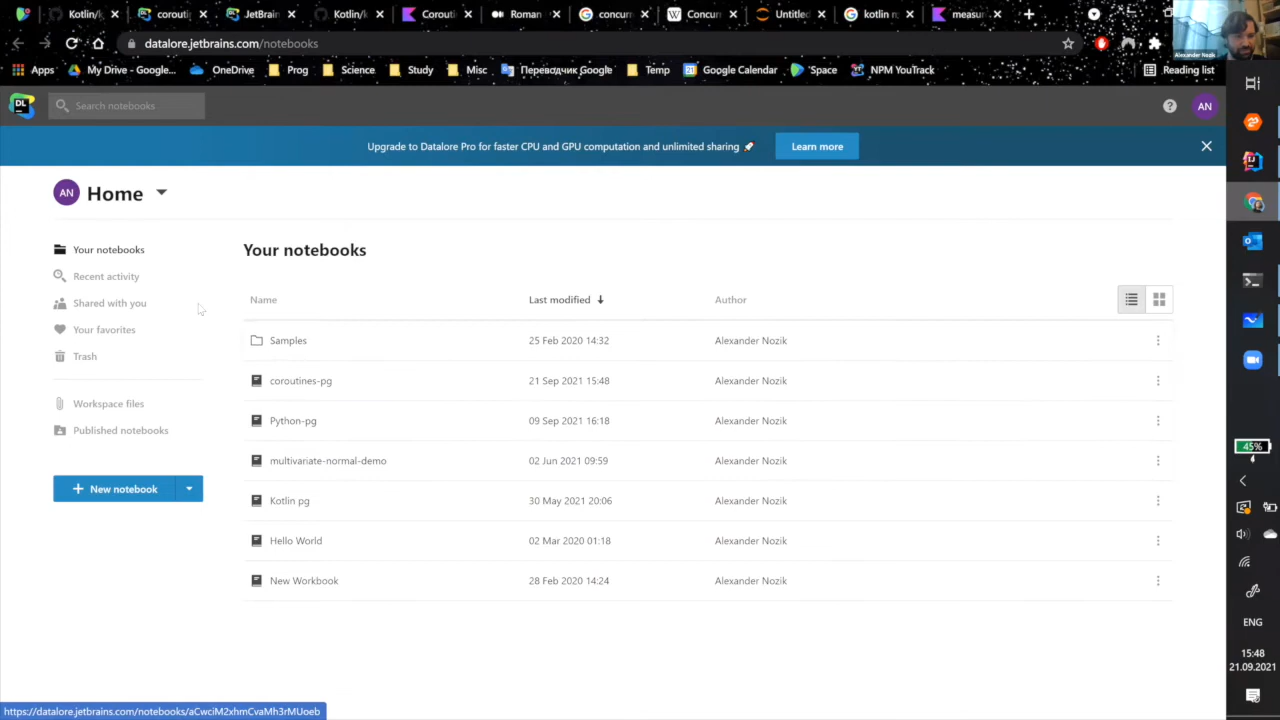 Kotlin/k
corouti
JetBrain
Kotlin/k
Corouti
Roman
concurr
Concurr
Untitled
kotlin n
measur
datalore.jetbrains.com/notebooks
Alexander Nozik
Apps
My Drive - Google...
OneDrive
Prog
Science
Study
Misc
Переводчик Google
Temp
Google Calendar
Space
NPM YouTrack
Reading list
DL
Search notebooks
AN
Upgrade to Datalore Pro for faster CPU and GPU computation and unlimited sharing 🚀
Learn more
AN
Home
Your notebooks
Recent activity
Shared with you
Your favorites
Trash
Workspace files
Published notebooks
+ New notebook
Your notebooks
Name Last modified ↓ Author
Samples 25 Feb 2020 14:32 Alexander Nozik
coroutines-pg 21 Sep 2021 15:48 Alexander Nozik
Python-pg 09 Sep 2021 16:18 Alexander Nozik
multivariate-normal-demo 02 Jun 2021 09:59 Alexander Nozik
Kotlin pg 30 May 2021 20:06 Alexander Nozik
Hello World 02 Mar 2020 01:18 Alexander Nozik
New Workbook 28 Feb 2020 14:24 Alexander Nozik
45%
ENG
15:48
21.09.2021
https://datalore.jetbrains.com/notebooks/aCwciM2xhmCvaMh3rMUoeb